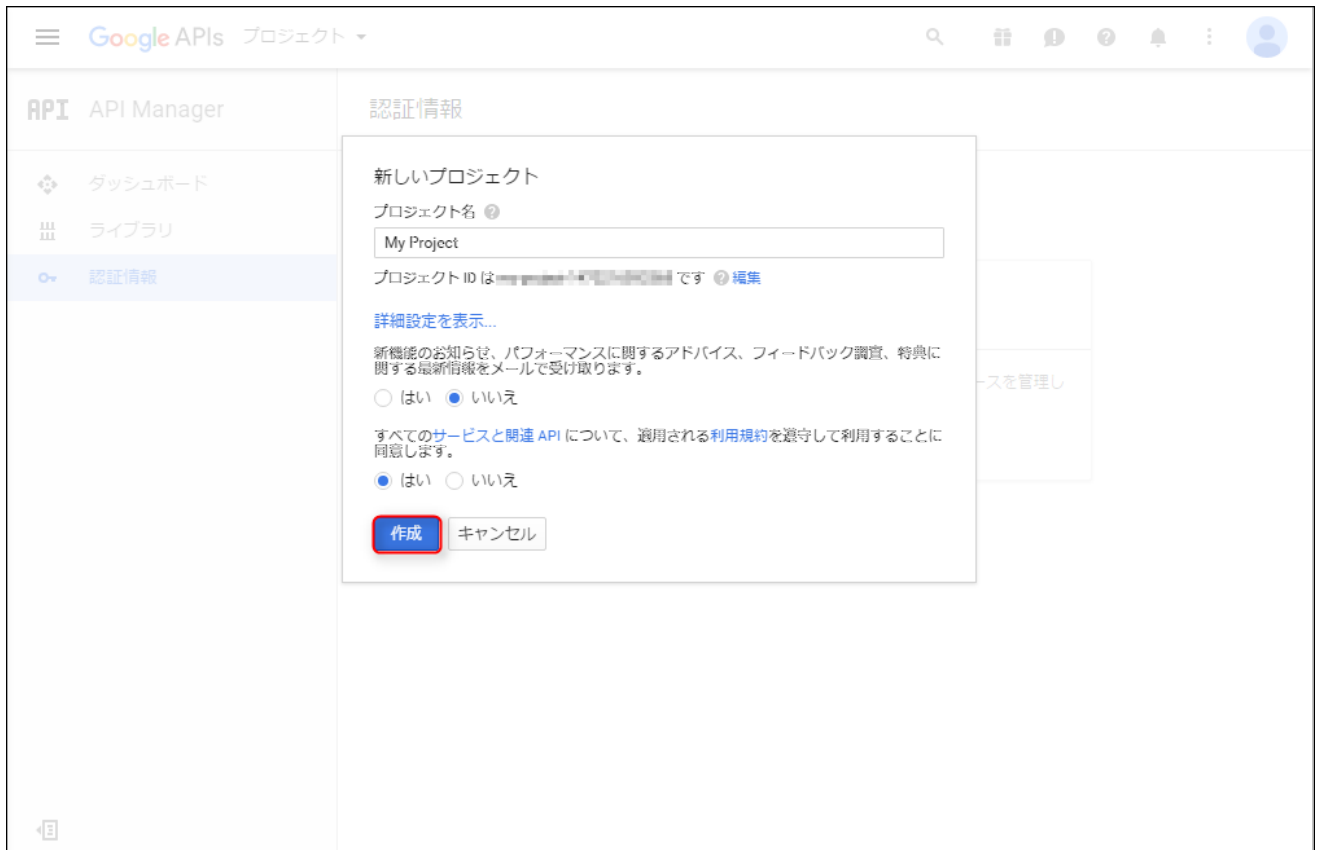 Google APIs プロジェクト
API API Manager
認証情報
ダッシュボード
ライブラリ
認証情報
新しいプロジェクト
プロジェクト名
My Project
プロジェクト ID は です 編集
詳細設定を表示...
新機能のお知らせ、パフォーマンスに関するアドバイス、フィードバック調査、特典に
関する最新情報をメールで受け取ります。
はい いいえ
すべてのサービスと関連 API について、適用される利用規約を遵守して利用することに
同意します。
はい いいえ
作成 キャンセル
ースを管理し